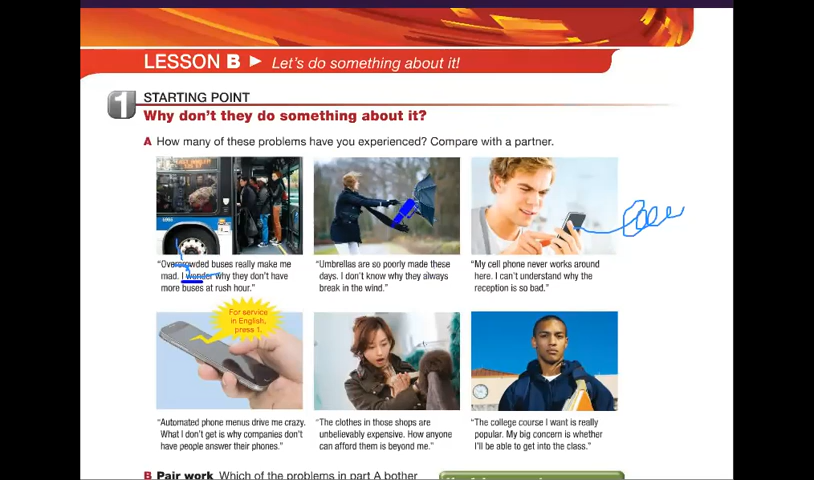 LESSON B ► Let's do something about it!
1 STARTING POINT
Why don't they do something about it?
A How many of these problems have you experienced? Compare with a partner.
"Overcrowded buses really make me
mad. I wonder why they don't have
more buses at rush hour."
"Umbrellas are so poorly made these
days. I don't know why they always
break in the wind."
"My cell phone never works around
here. I can't understand why the
reception is so bad."
For service
in English,
press 1.
"Automated phone menus drive me crazy.
What I don't get is why companies don't
have people answer their phones."
"The clothes in those shops are
unbelievably expensive. How anyone
can afford them is beyond me."
"The college course I want is really
popular. My big concern is whether
I'll be able to get into the class."
B Pair work Which of the problems in part A bother